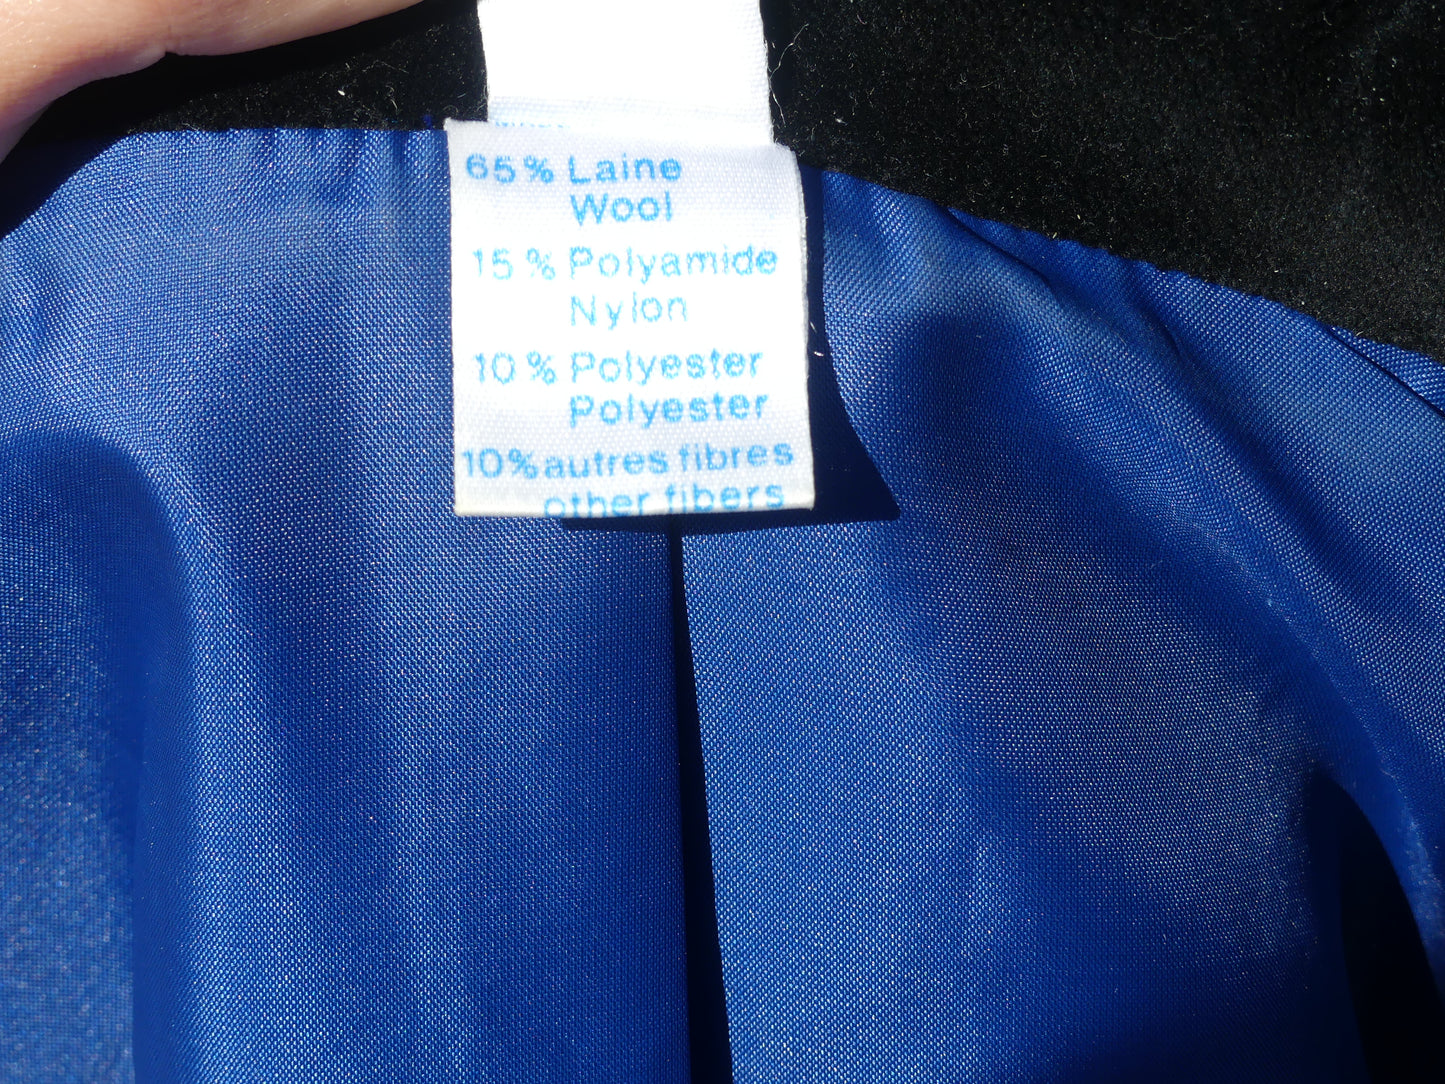 65% Laine
Wool
15% Polyamide
Nylon
10% Polyester
Polyester
10% autres fibres
other fibers